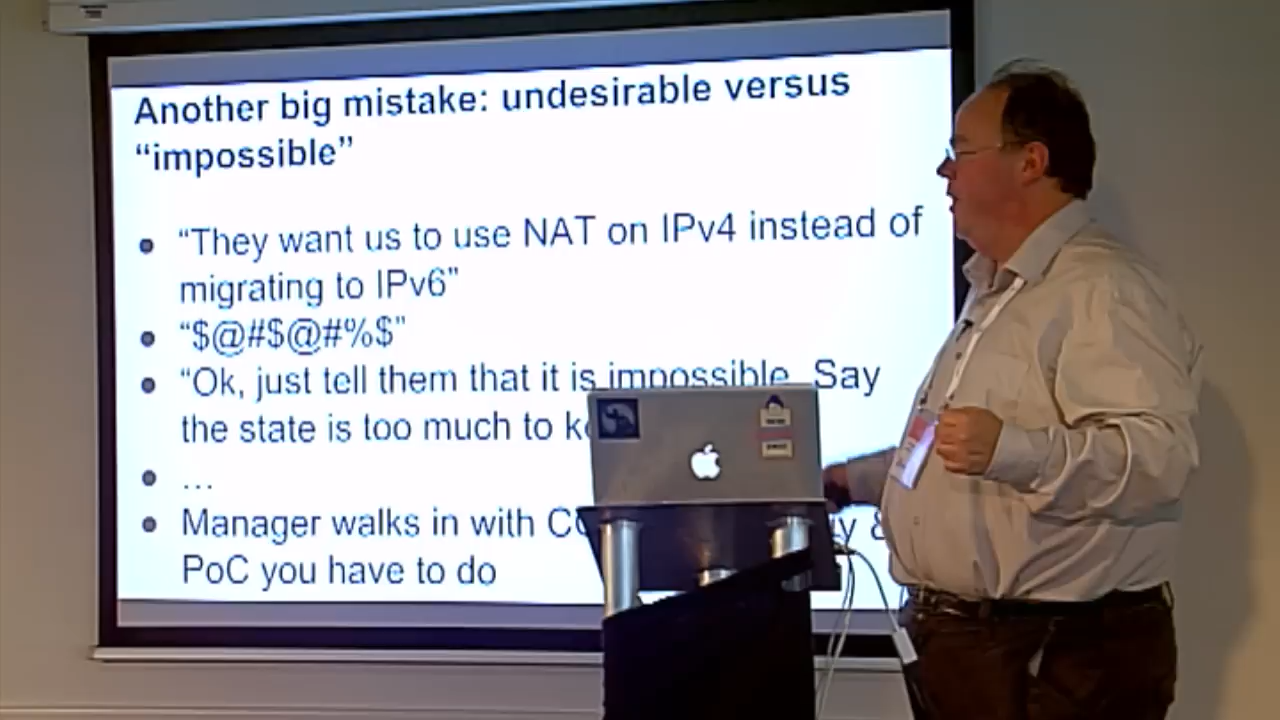 Another big mistake: undesirable versus
“impossible”
“They want us to use NAT on IPv4 instead of
migrating to IPv6”
“$@#$@#%$”
“Ok, just tell them that it is impossible. Say
the state is too much to
...
Manager walks in with &
PoC you have to do